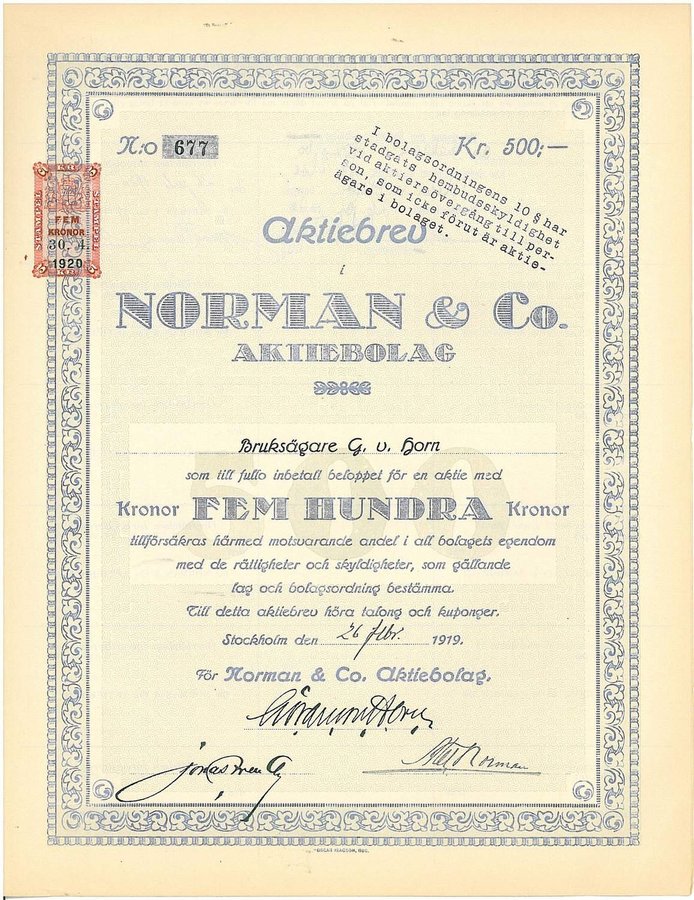 N:o 677
Kr. 500;—
I bolagsordningens 10 § har
stadgats hembudsskyldighet
vid aktiers övergång till per-
son, som icke förut är aktie-
ägare i bolaget.
STÄMPEL
FEM
KRONOR
30. 4.
1920
Aktiebrev
i
NORMAN & Co.
AKTIEBOLAG
Bruksägare G. v. Horn
som till fullo inbetalt beloppet för en aktie med
Kronor FEM HUNDRA Kronor
tillförsäkras härmed motsvarande andel i all bolagets egendom
med de rättigheter och skyldigheter, som gällande
lag och bolagsordning bestämma.
Till detta aktiebrev höra talong och kuponger.
Stockholm den 26 febr. 1919.
För Norman & Co. Aktiebolag.
Norman